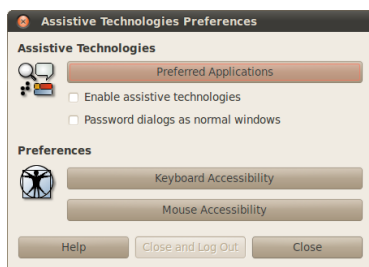 Assistive Technologies Preferences
Assistive Technologies
Preferred Applications
Enable assistive technologies
Password dialogs as normal windows
Preferences
Keyboard Accessibility
Mouse Accessibility
Help Close and Log Out Close